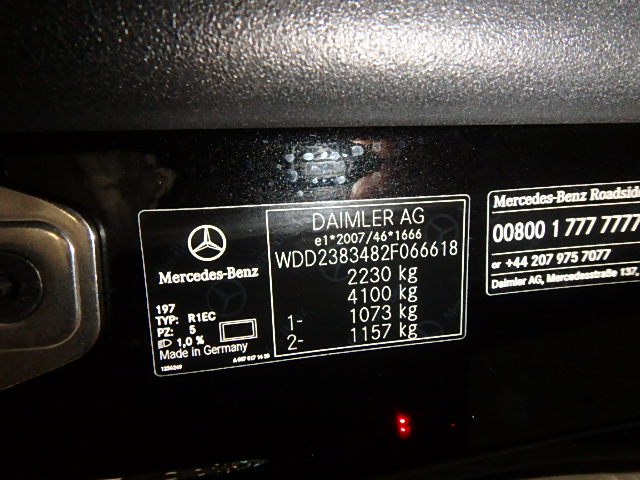 Mercedes-Benz
197
TYP: R1EC
PZ: 5
1,0 %
Made in Germany
1256249
DAIMLER AG
e1*2007/46*1666
WDD2383482F066618
2230 kg
4100 kg
1- 1073 kg
2- 1157 kg
Mercedes-Benz Roadside
00800 1 777 7777
or +44 207 975 7077
Daimler AG, Mercedesstraße 137,